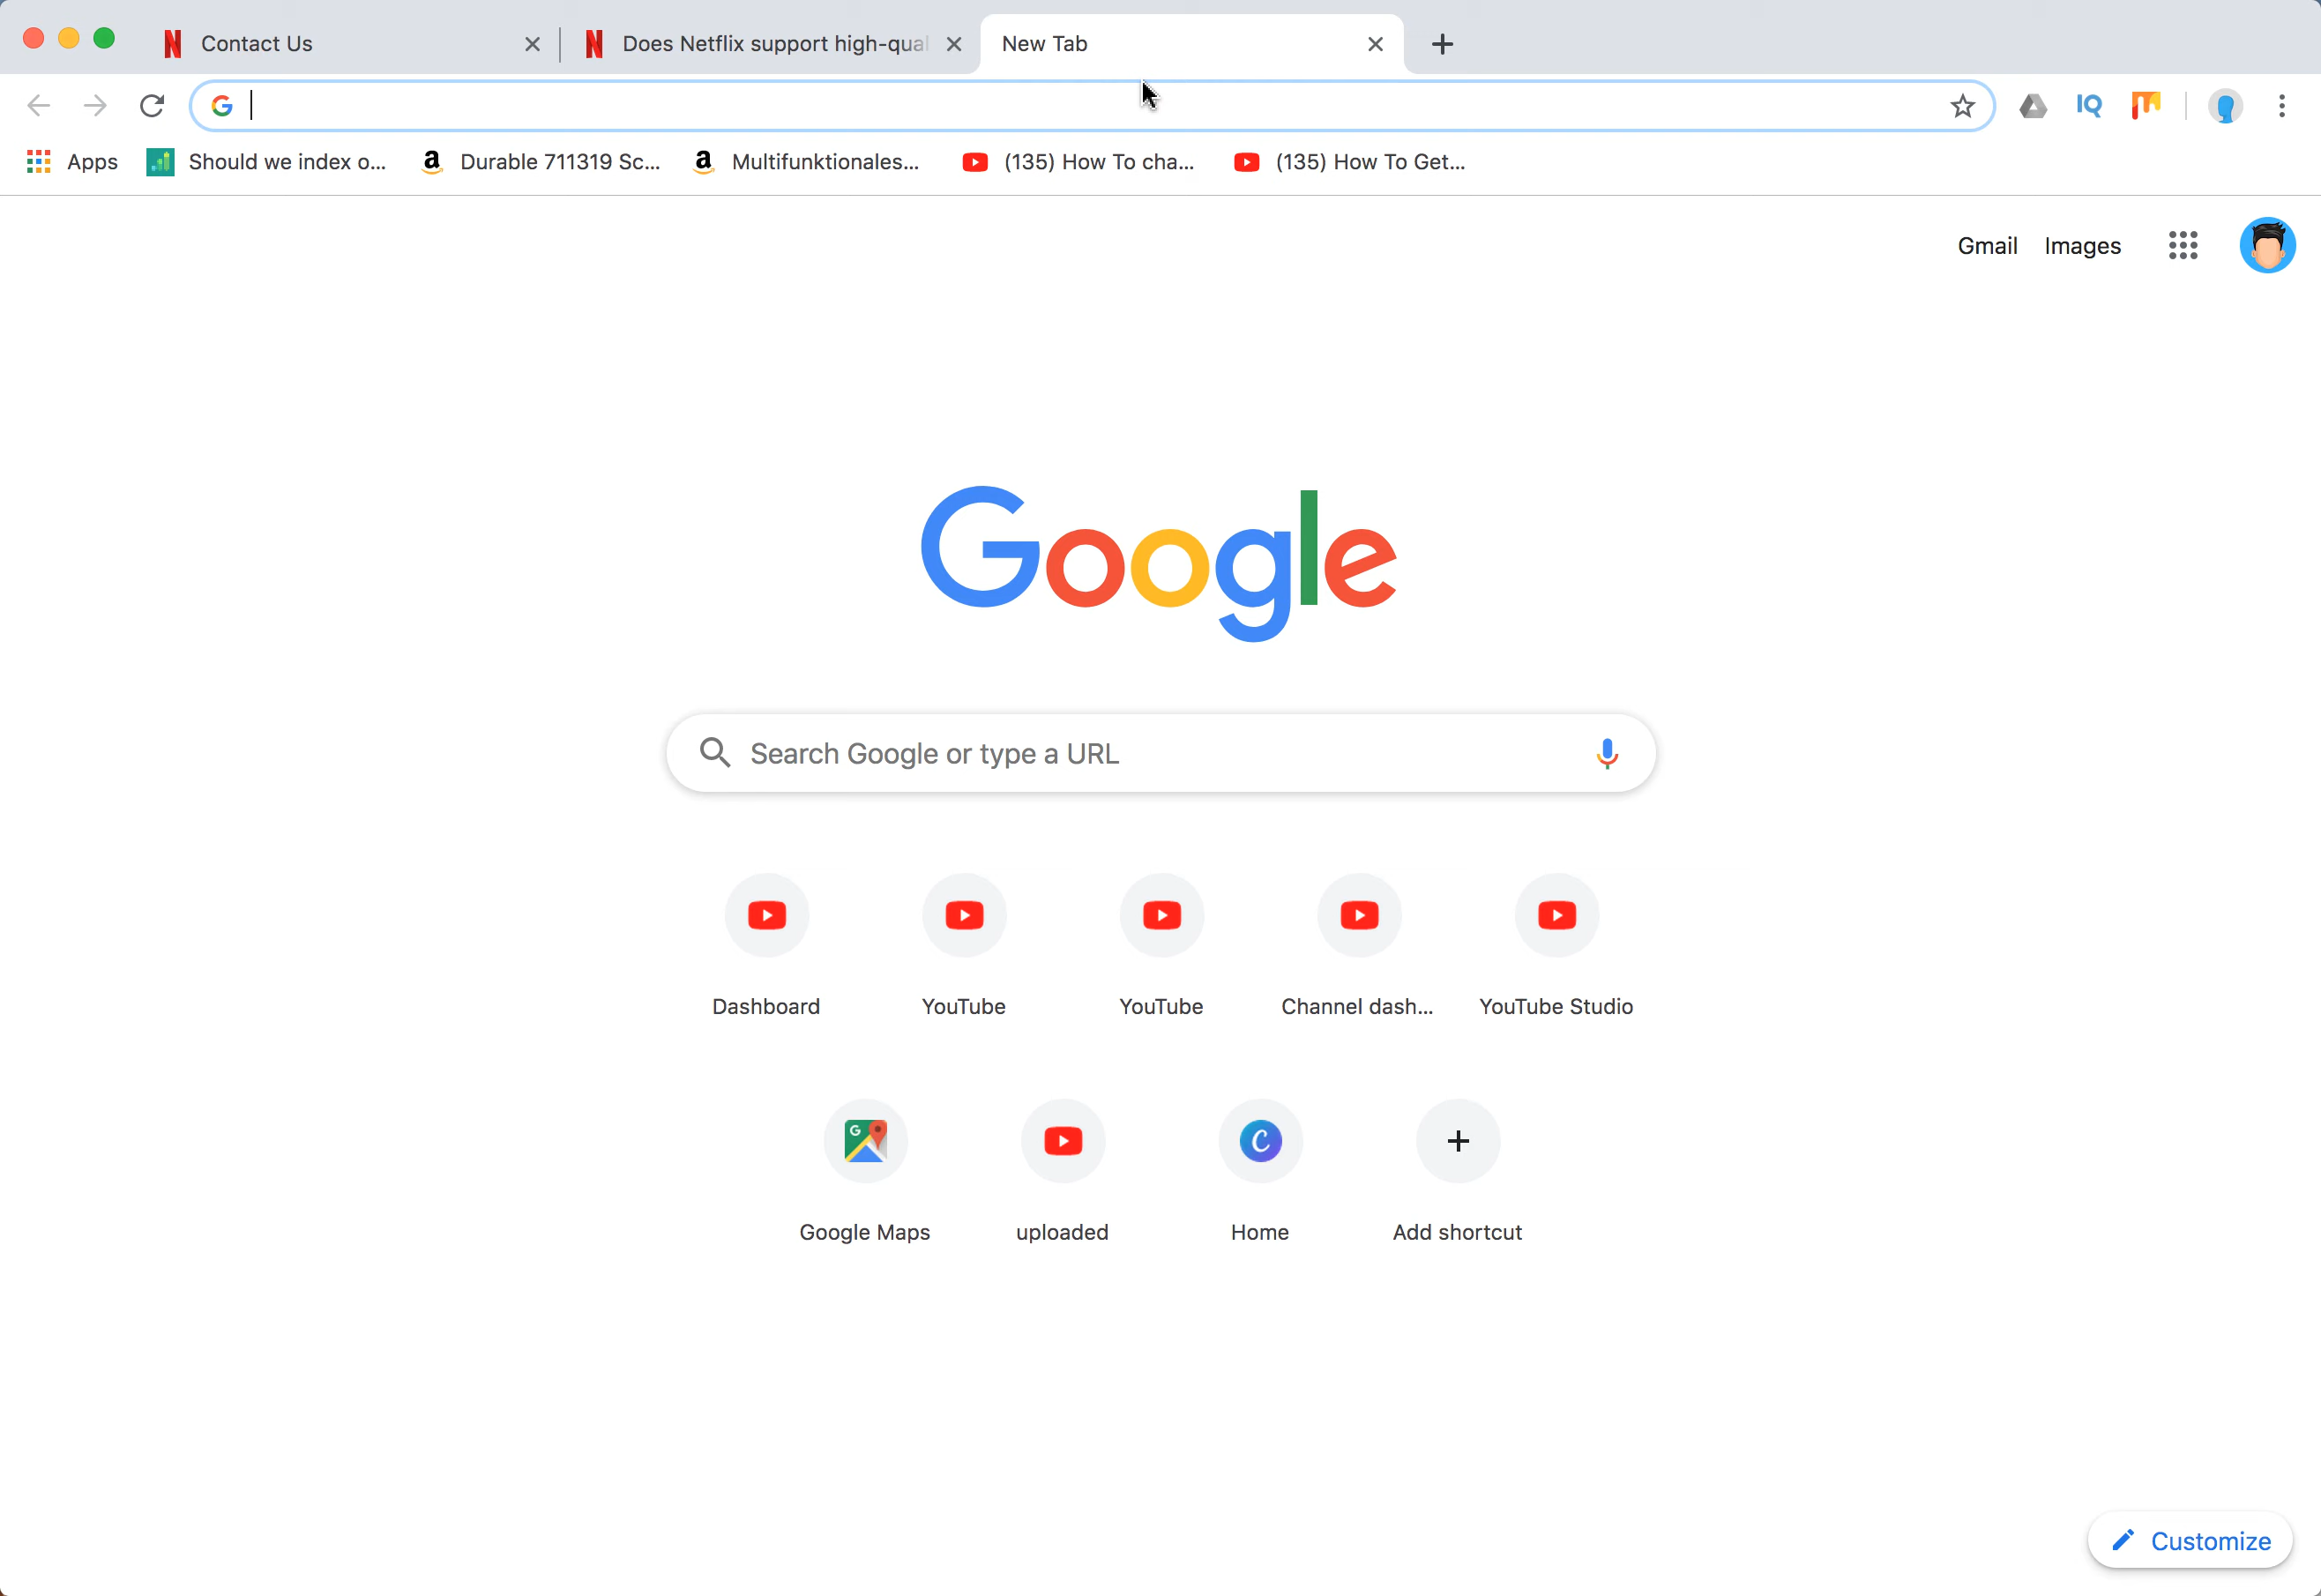 Contact Us
Does Netflix support high-qual
New Tab
Apps
Should we index o...
Durable 711319 Sc...
Multifunktionales...
(135) How To cha...
(135) How To Get...
IQ
Gmail
Images
Google
Search Google or type a URL
Dashboard
YouTube
YouTube
Channel dash...
YouTube Studio
Google Maps
uploaded
Home
Add shortcut
Customize